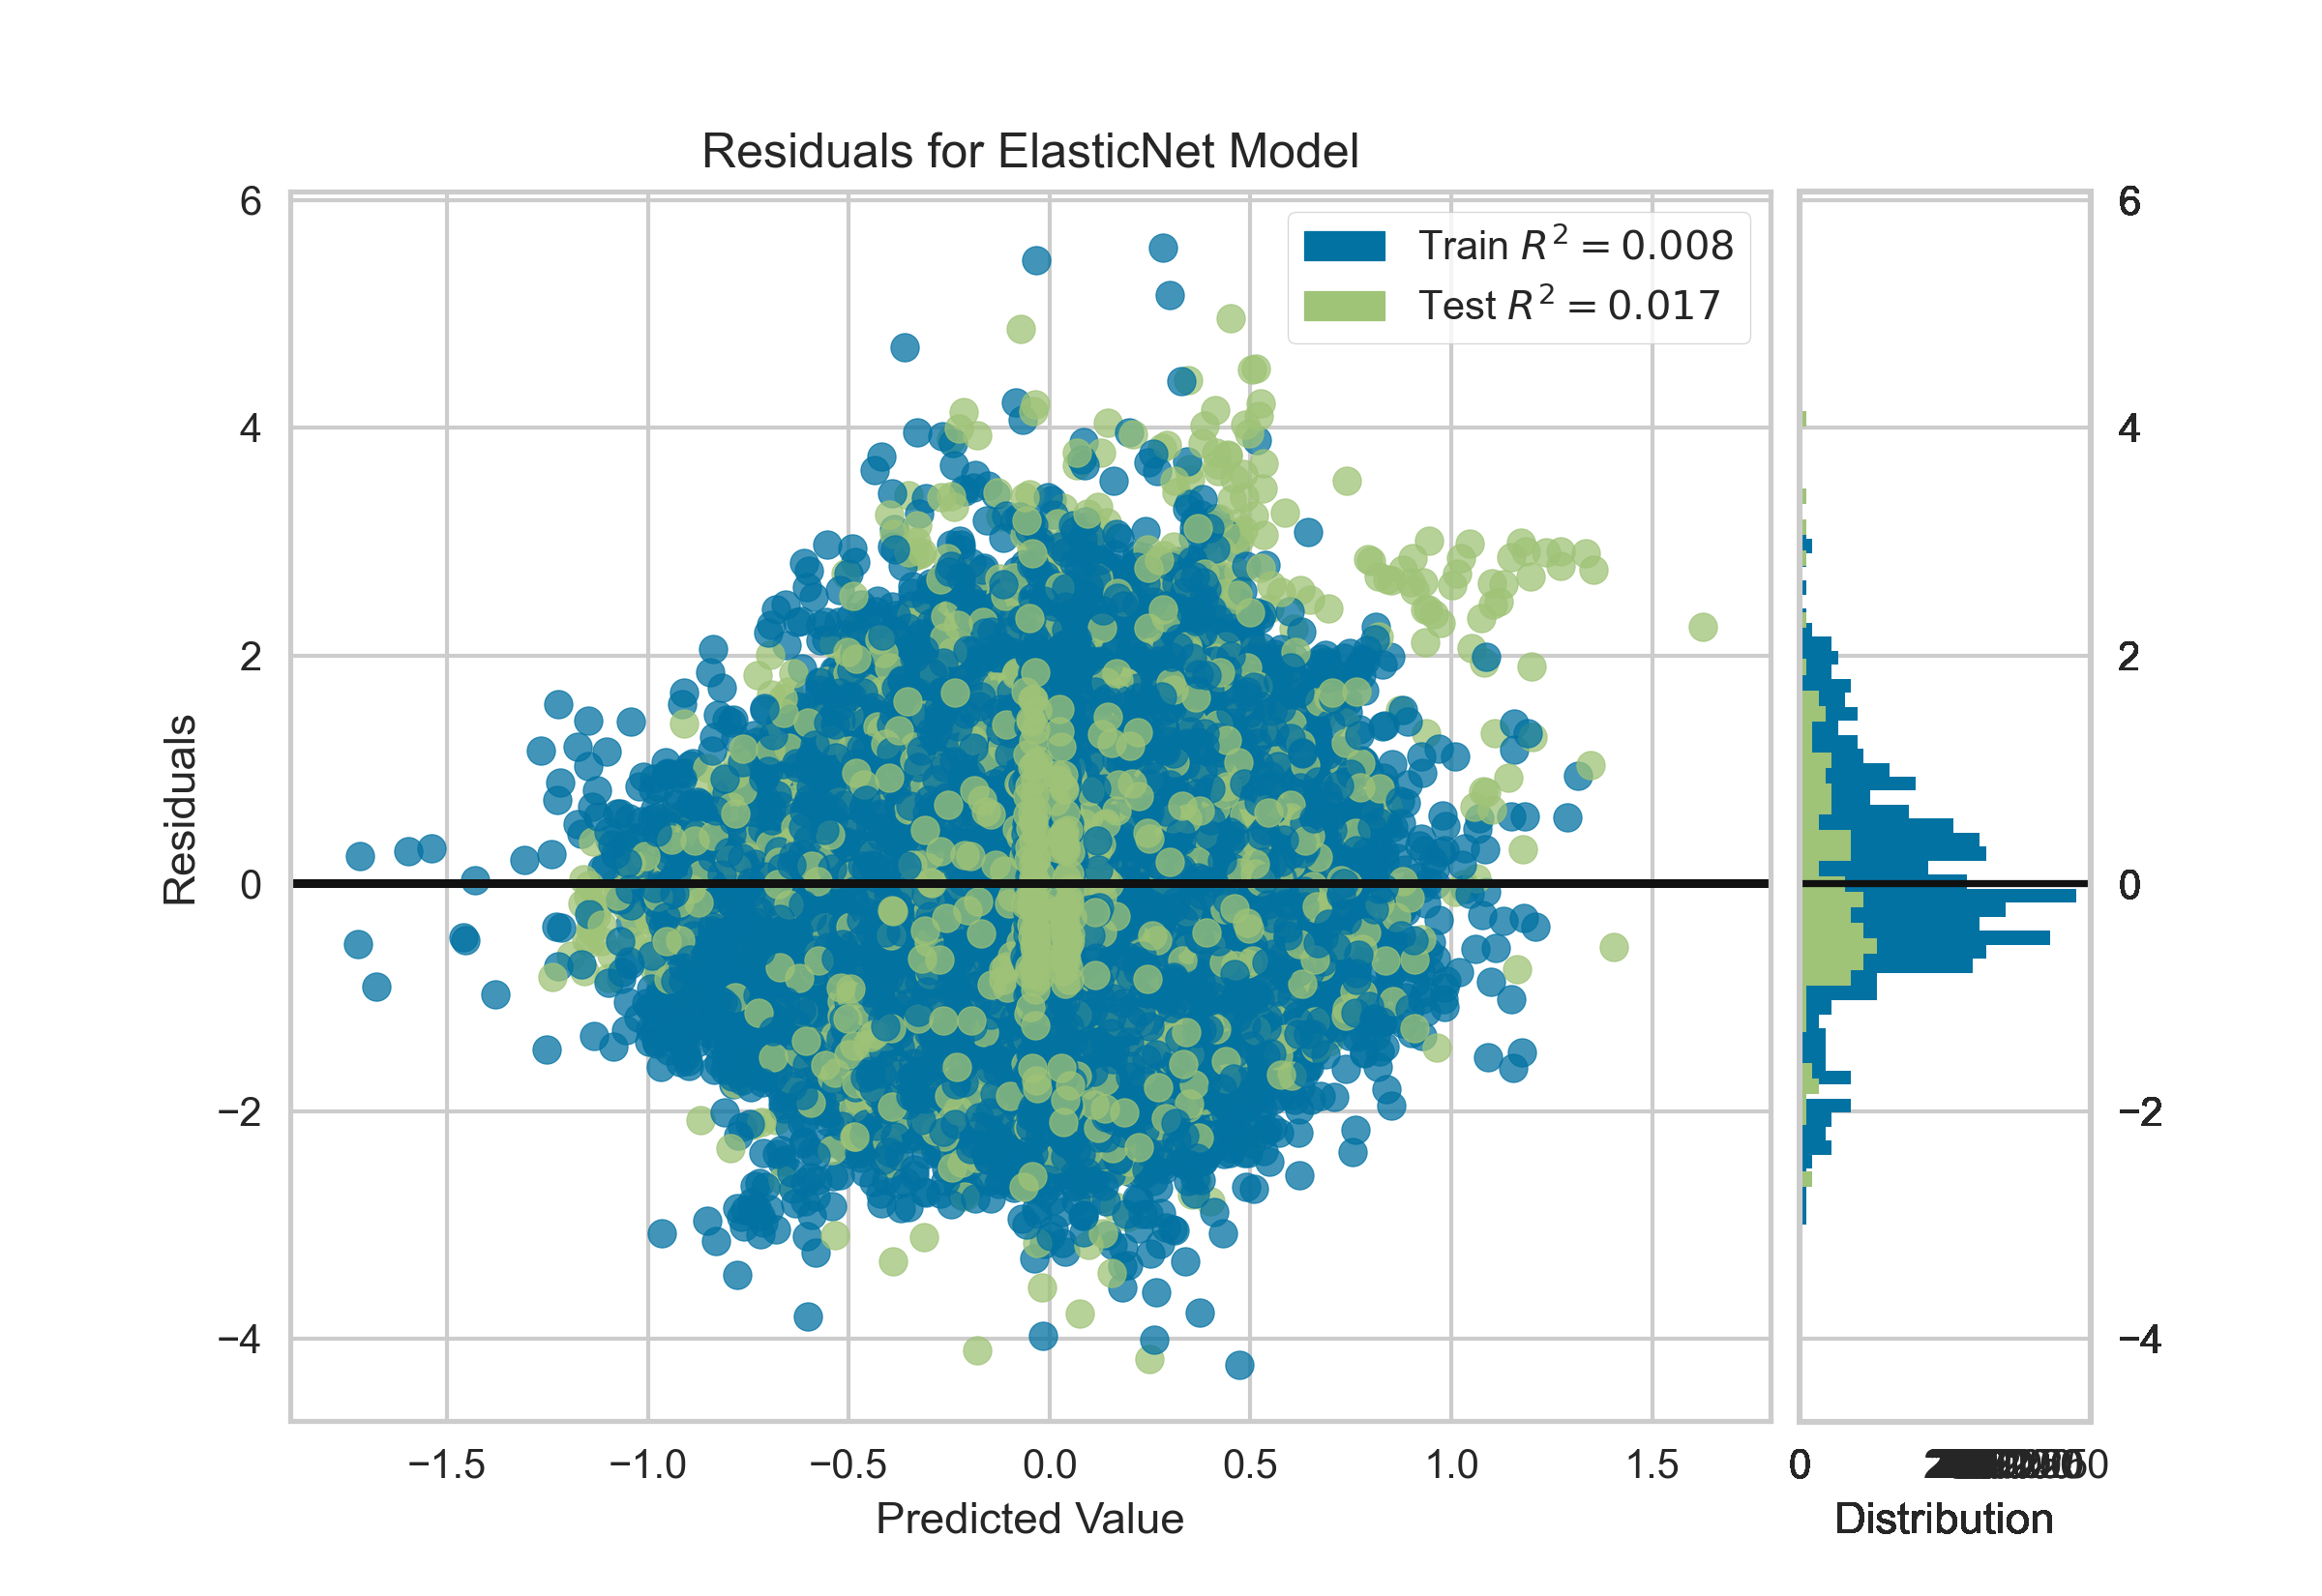 Residuals for ElasticNet Model
Train R² = 0.008
Test R² = 0.017
Residuals
6
4
2
0
−2
−4
−1.5 −1.0 −0.5 0.0 0.5 1.0 1.5
Predicted Value
6
4
2
0
−2
−4
0
Distribution